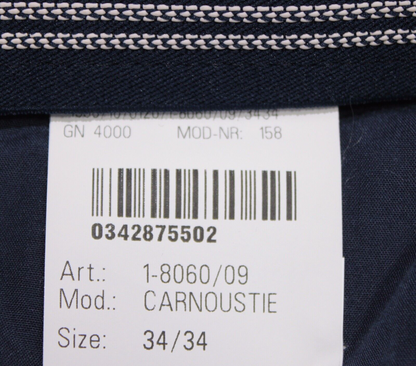 GN 4000 MOD-NR: 158
0342875502
Art.: 1-8060/09
Mod.: CARNOUSTIE
Size: 34/34